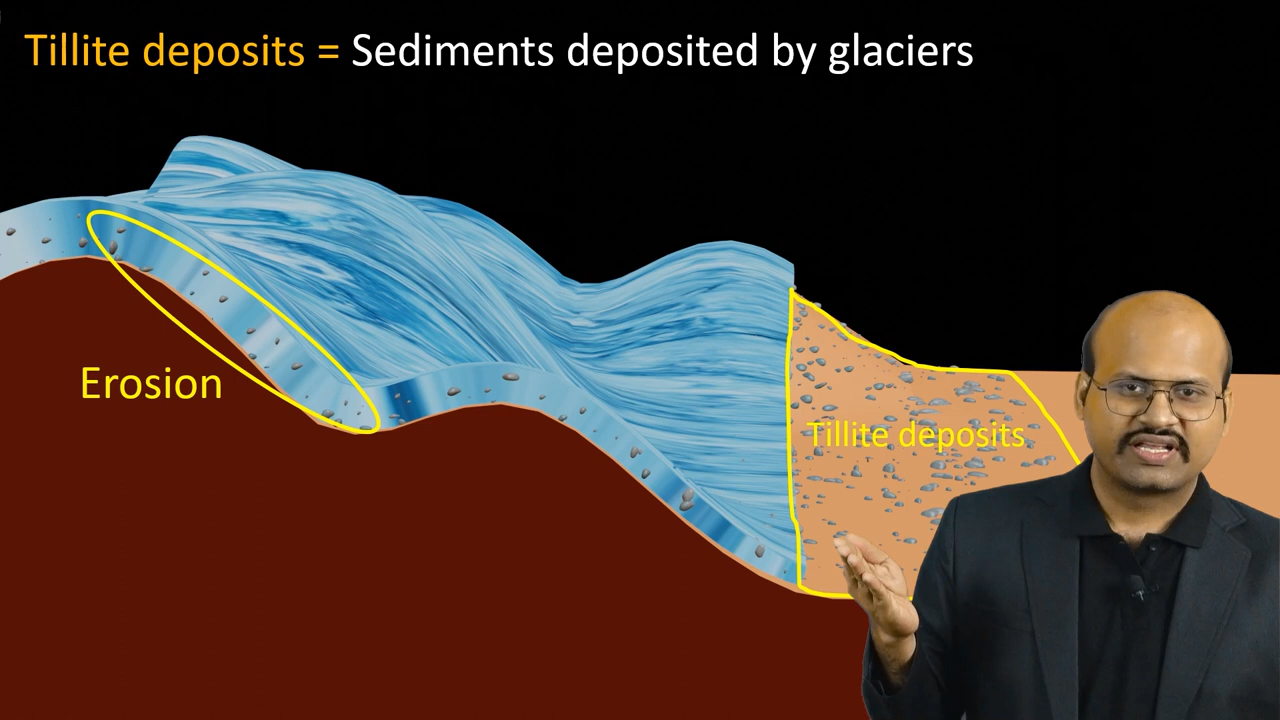 Tillite deposits = Sediments deposited by glaciers
Erosion
Tillite deposits